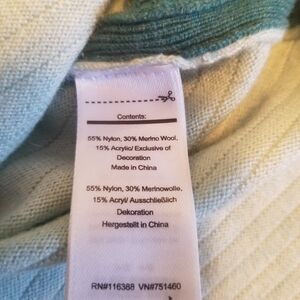 Contents:
55% Nylon, 30% Merino Wool,
15% Acrylic/ Exclusive of
Decoration
Made in China
55% Nylon, 30% Merinowolle,
15% Acryl/ Ausschließlich
Dekoration
Hergestellt in China
RN#116388 VN#751460